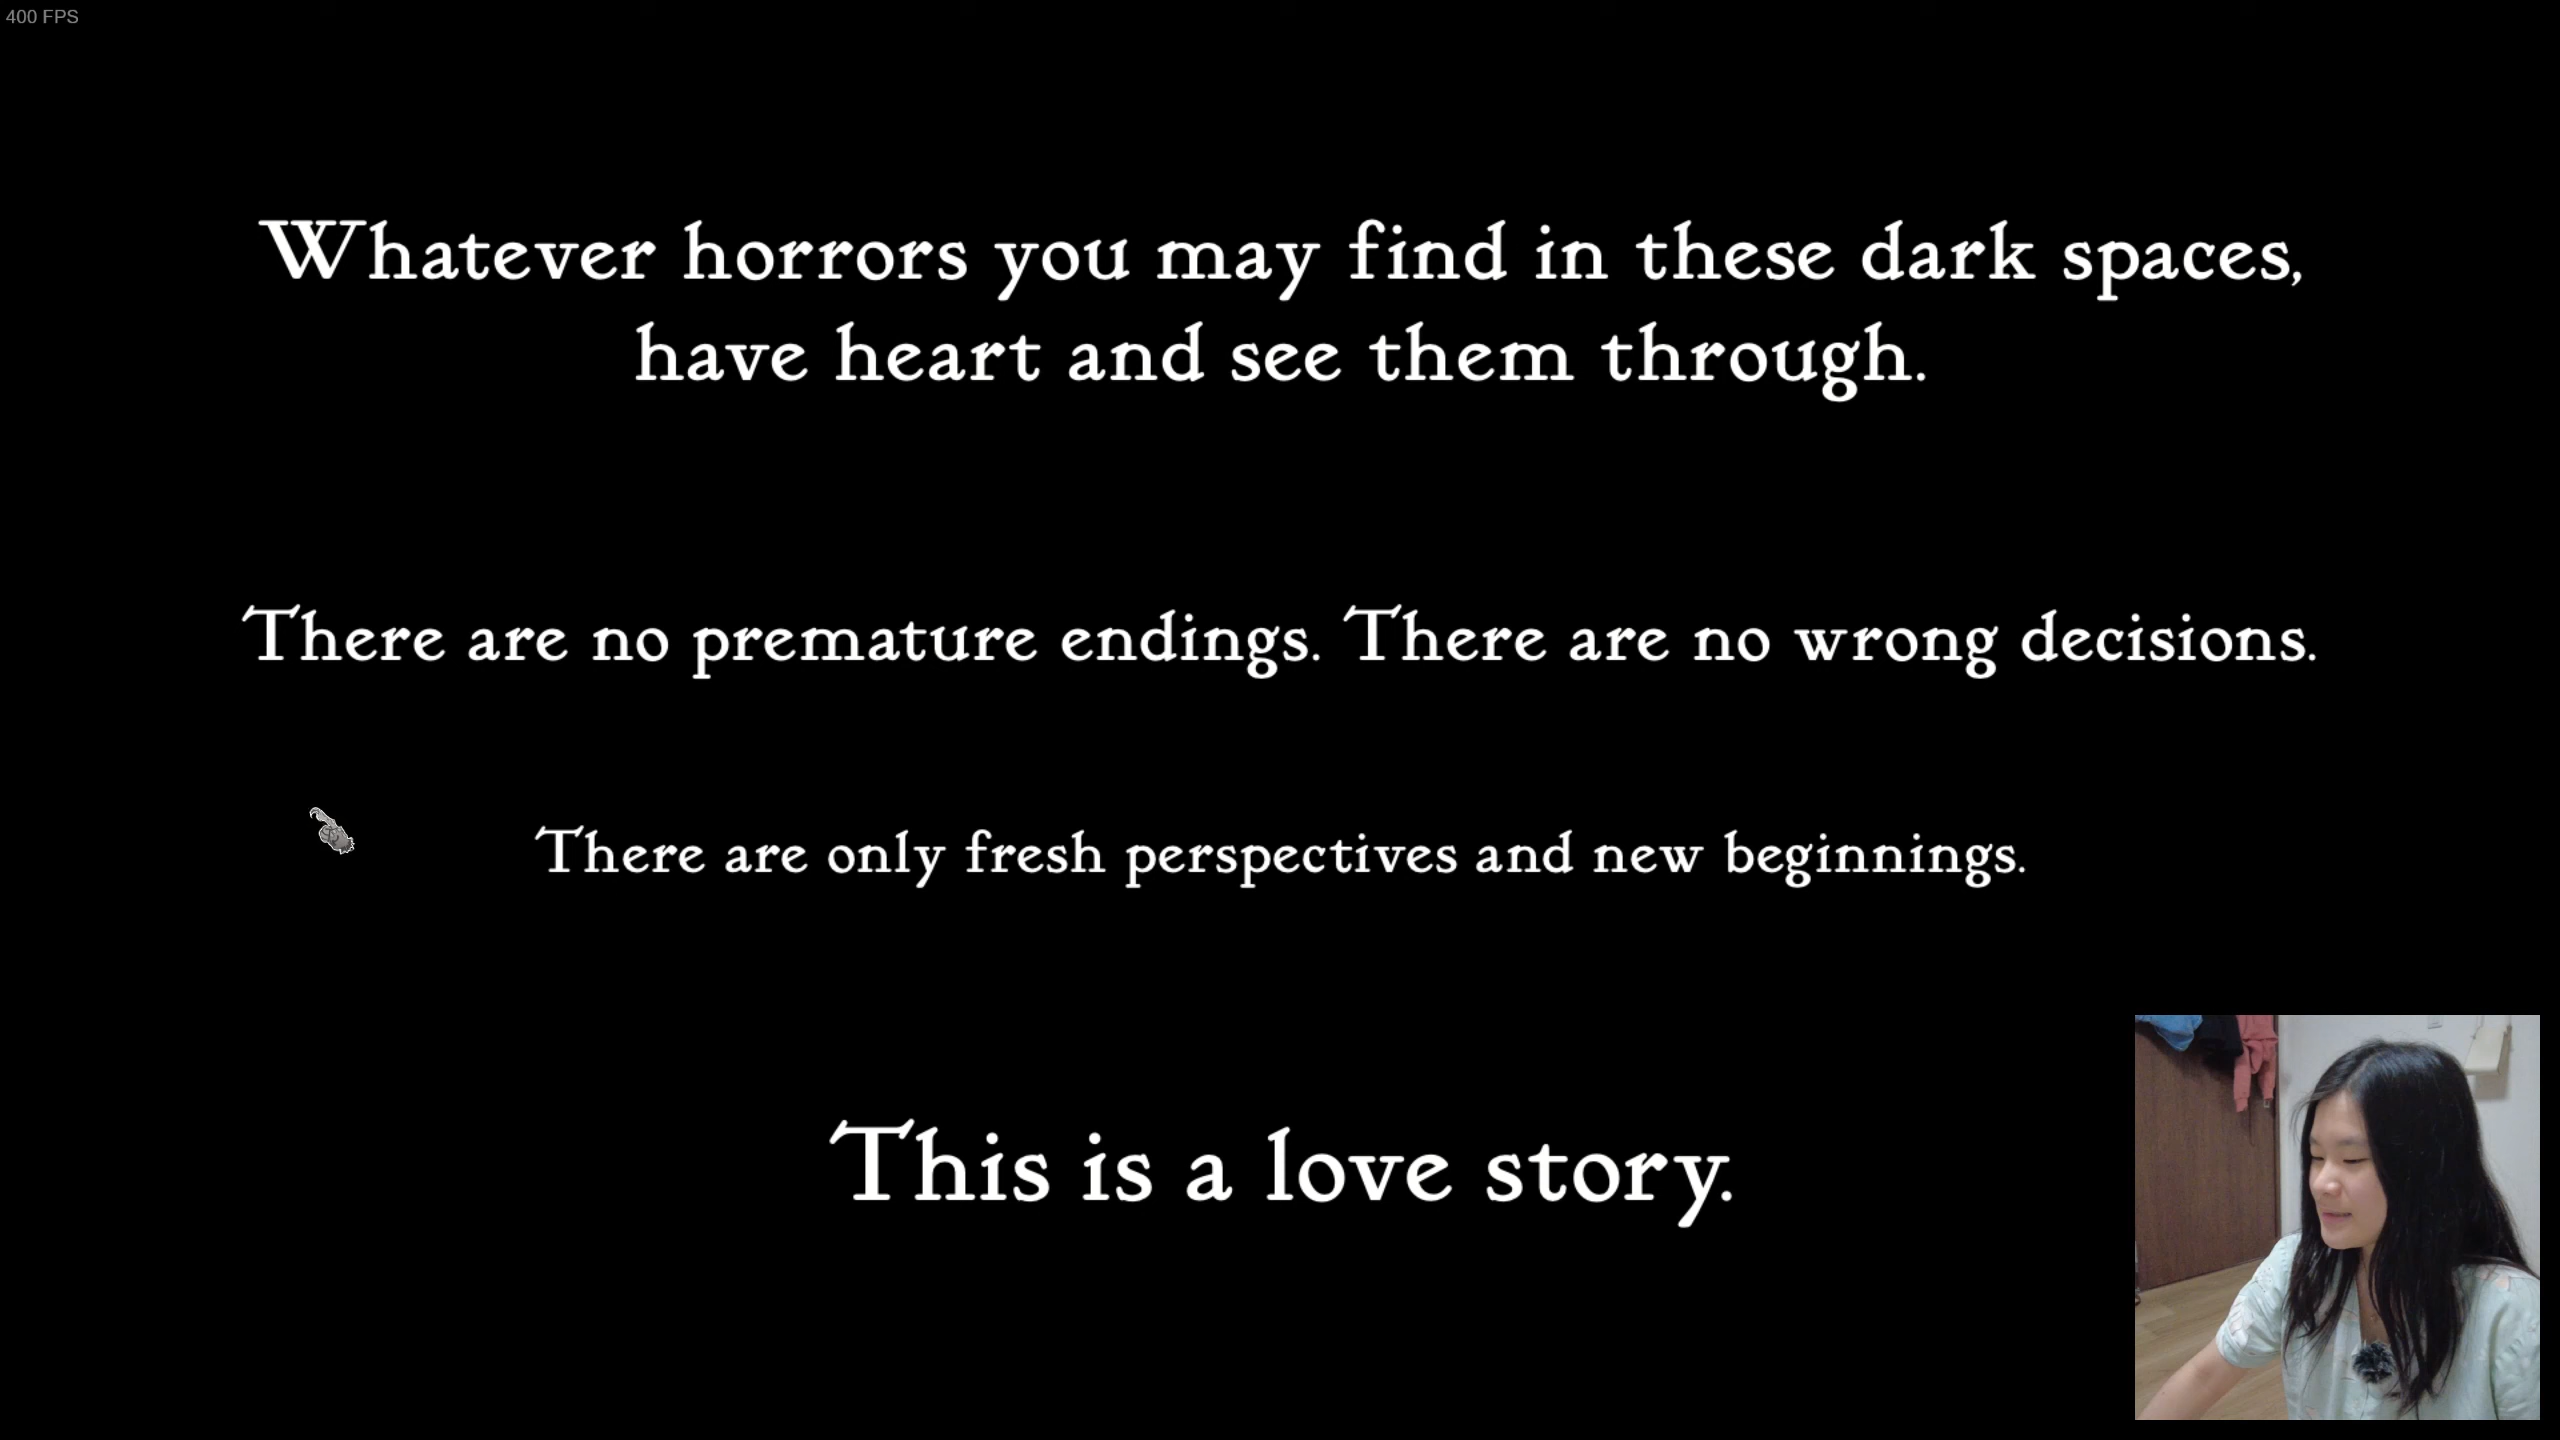 400 FPS
Whatever horrors you may find in these dark spaces,
have heart and see them through.
There are no premature endings. There are no wrong decisions.
There are only fresh perspectives and new beginnings.
This is a love story.